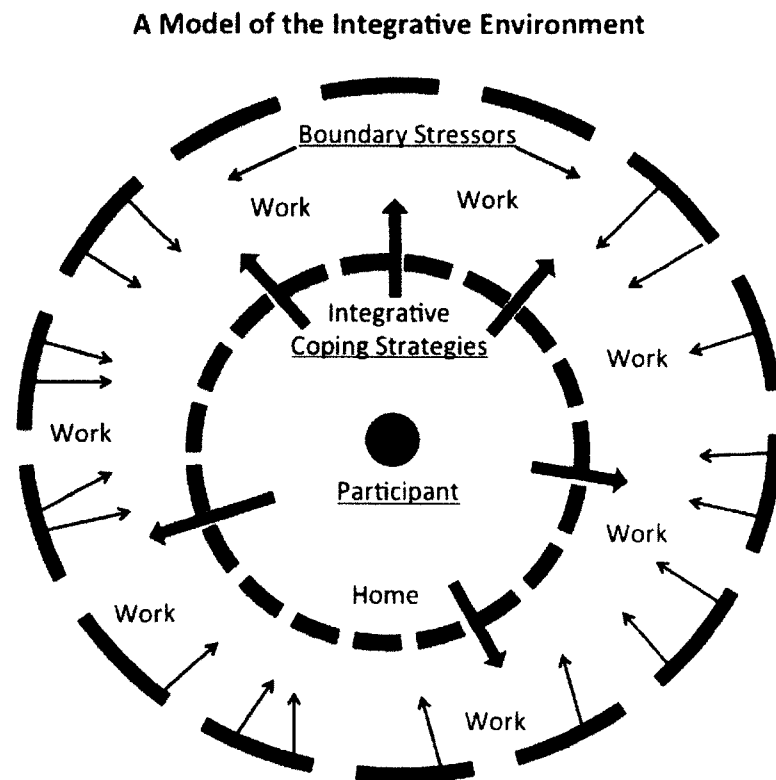 A Model of the Integrative Environment
Boundary Stressors
Work
Work
Integrative
Coping Strategies
Work
Work
Participant
Work
Home
Work
Work